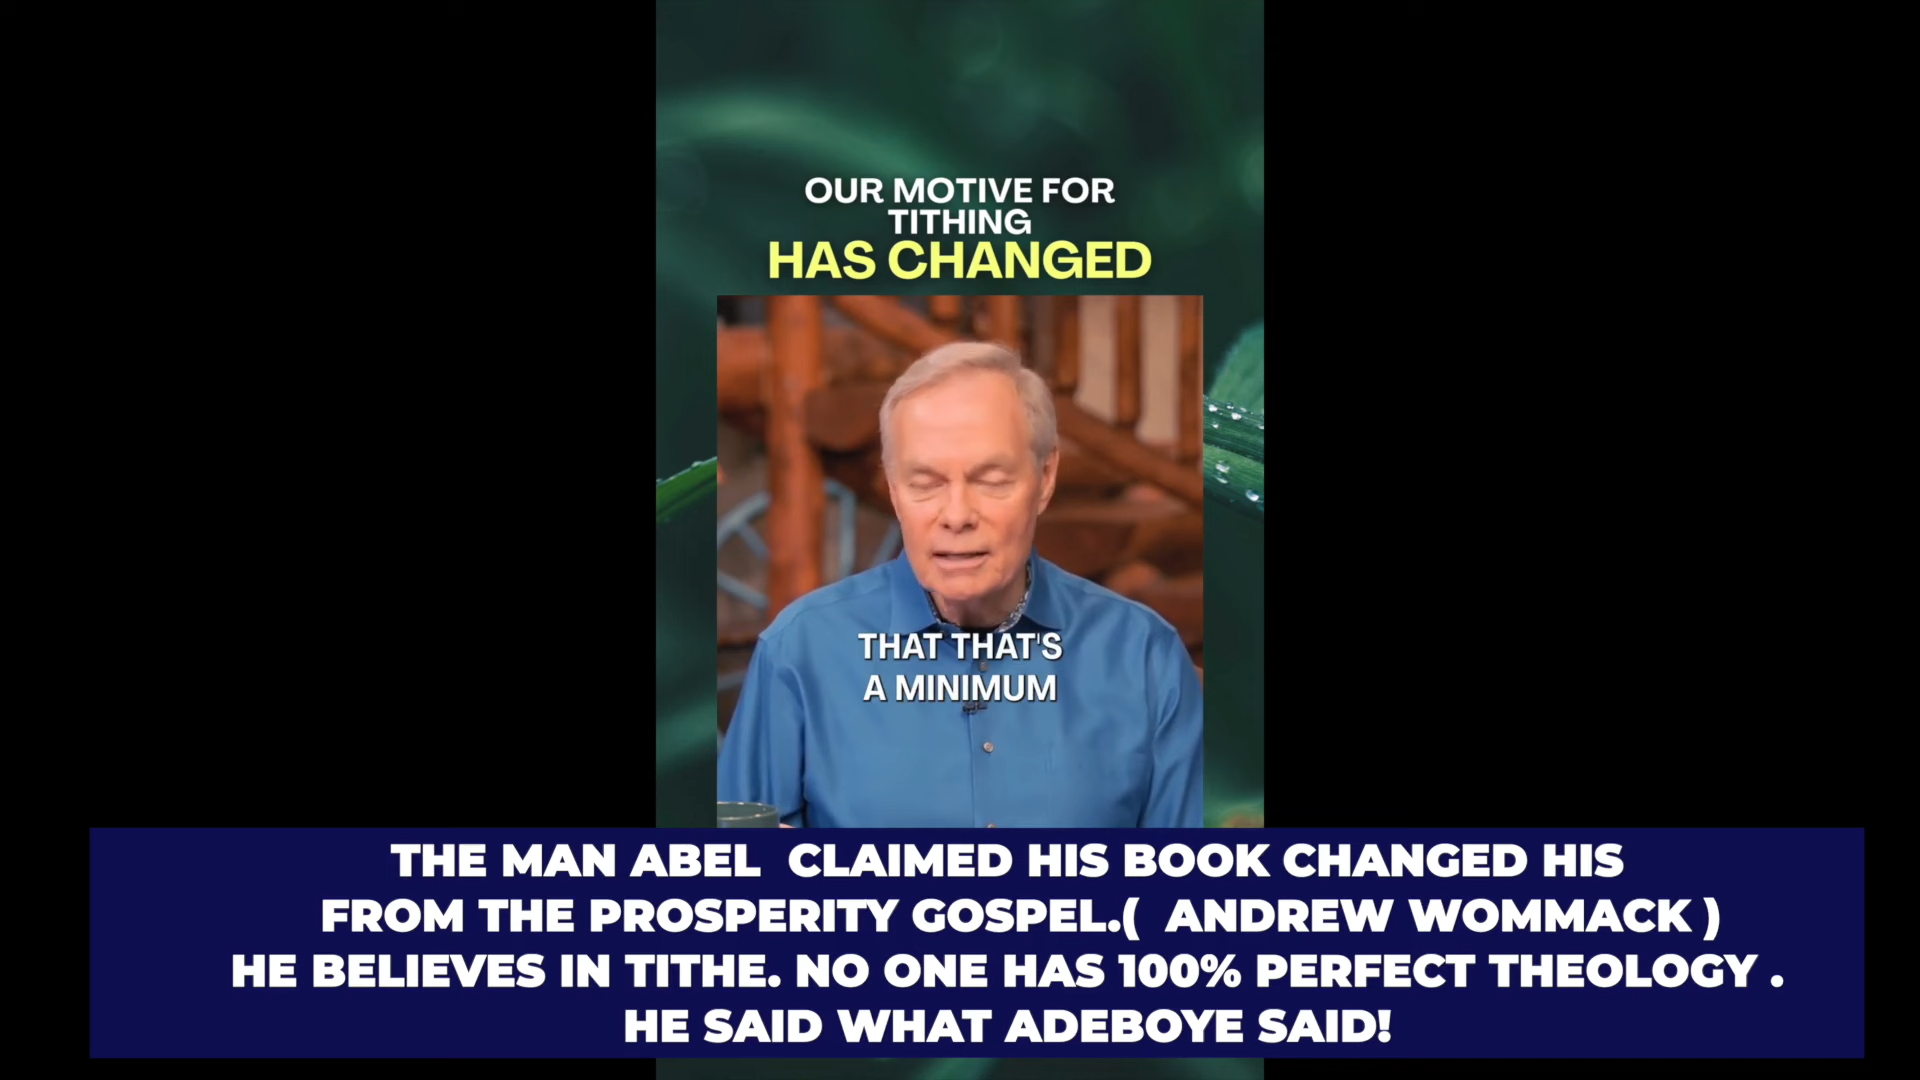 OUR MOTIVE FOR
TITHING
HAS CHANGED
THAT THAT'S
A MINIMUM
THE MAN ABEL CLAIMED HIS BOOK CHANGED HIS
FROM THE PROSPERITY GOSPEL.( ANDREW WOMMACK )
HE BELIEVES IN TITHE. NO ONE HAS 100% PERFECT THEOLOGY .
HE SAID WHAT ADEBOYE SAID!